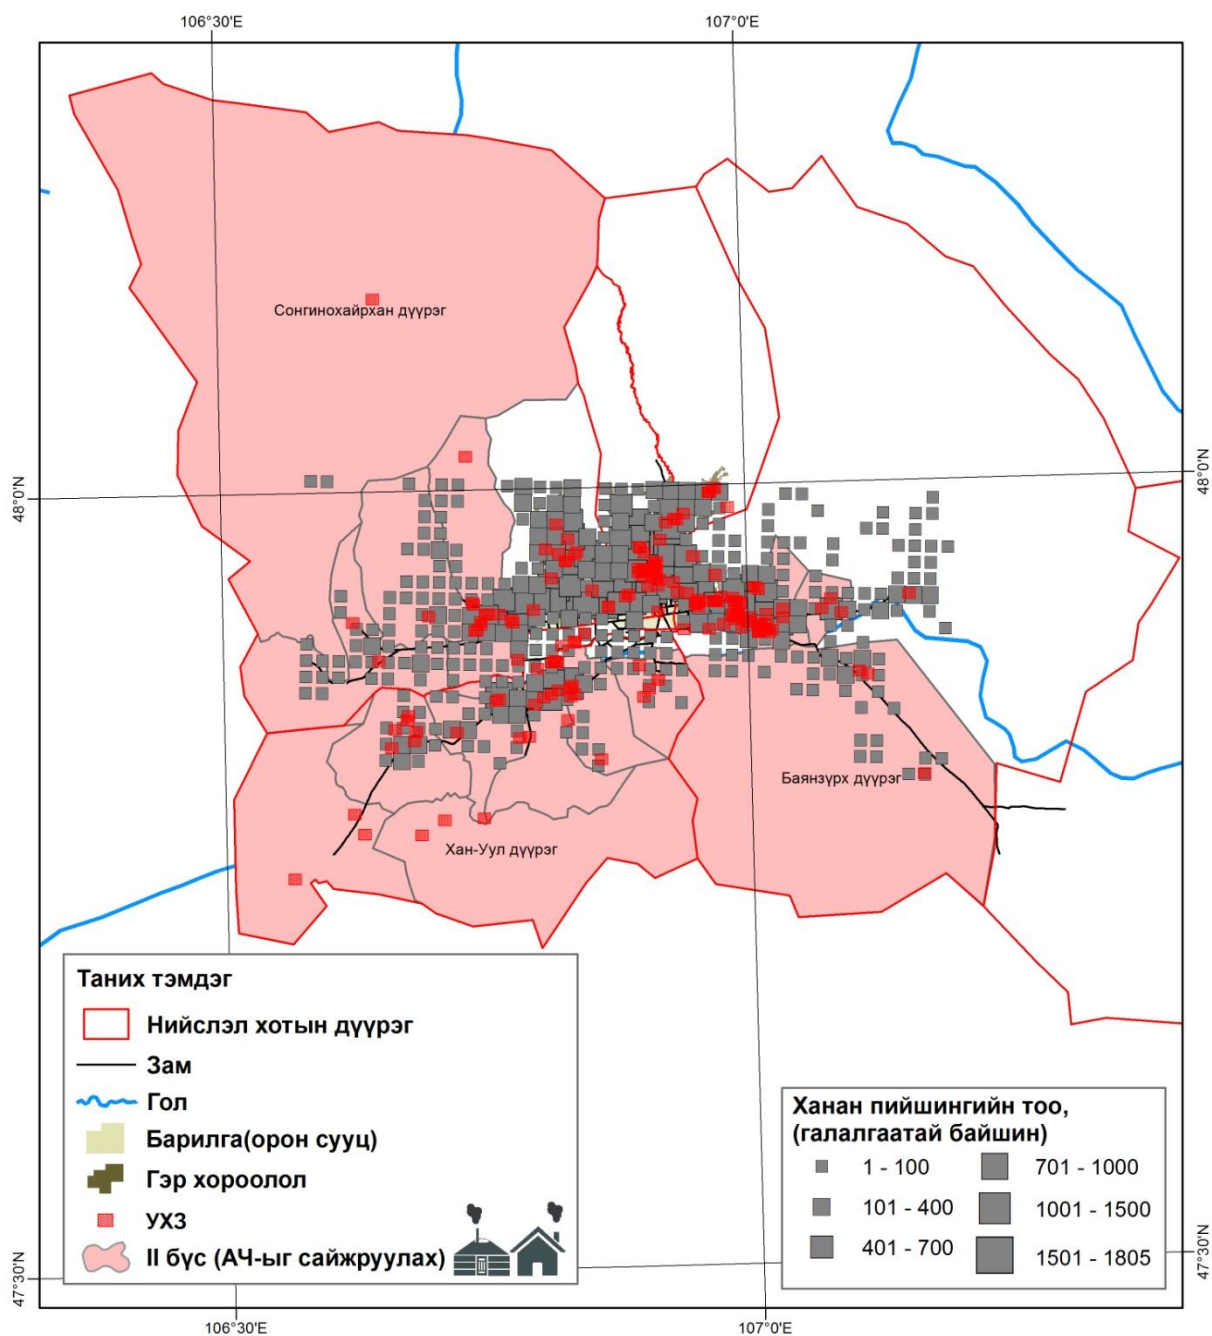 106°30'E
107°0'E
Сонгинохайрхан дүүрэг
48°0'N
48°0'N
Баянзүрх дүүрэг
Хан-Уул дүүрэг
Таних тэмдэг
Нийслэл хотын дүүрэг
Зам
Гол
Барилга(орон сууц)
Гэр хороолол
УХЗ
II бүс (АЧ-ыг сайжруулах)
Ханан пийшингийн тоо,
(галалгаатай байшин)
1 - 100
701 - 1000
101 - 400
1001 - 1500
401 - 700
1501 - 1805
47°30'N
47°30'N
106°30'E
107°0'E